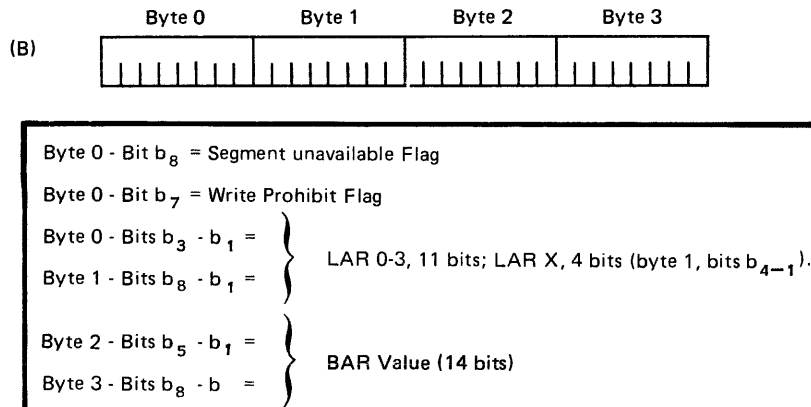 Byte 0 Byte 1 Byte 2 Byte 3
(B)
Byte 0 - Bit b8 = Segment unavailable Flag
Byte 0 - Bit b7 = Write Prohibit Flag
Byte 0 - Bits b3 - b1 =
LAR 0-3, 11 bits; LAR X, 4 bits (byte 1, bits b4–1).
Byte 1 - Bits b8 - b1 =
Byte 2 - Bits b5 - b1 =
BAR Value (14 bits)
Byte 3 - Bits b8 - b =